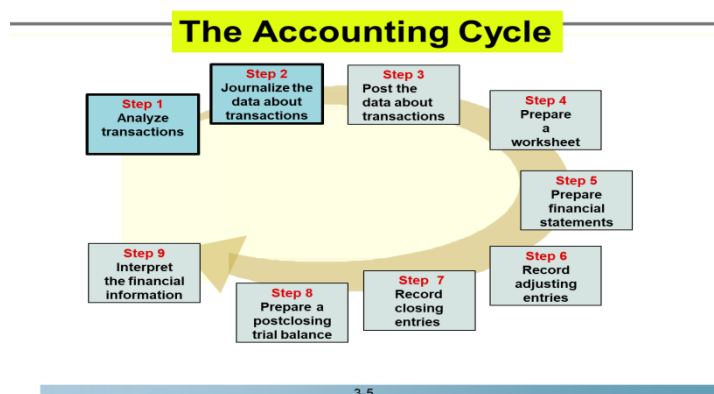 The Accounting Cycle
Step 1
Analyze
transactions
Step 2
Journalize the
data about
transactions
Step 3
Post the
data about
transactions
Step 4
Prepare
a
worksheet
Step 5
Prepare
financial
statements
Step 6
Record
adjusting
entries
Step 7
Record
closing
entries
Step 8
Prepare a
postclosing
trial balance
Step 9
Interpret
the financial
information
3-5